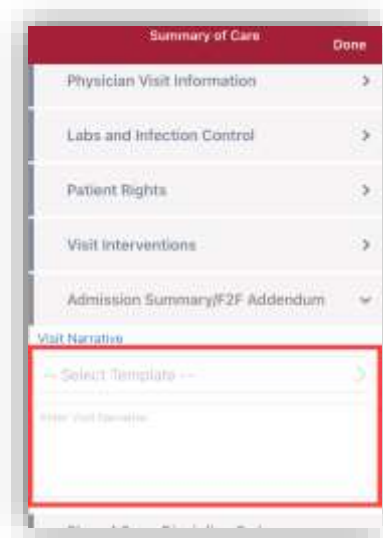 Summary of Care
Done
Physician Visit Information
Labs and Infection Control
Patient Rights
Visit Interventions
Admission Summary/F2F Addendum
Visit Narrative
-- Select Template --
Enter Visit Narrative